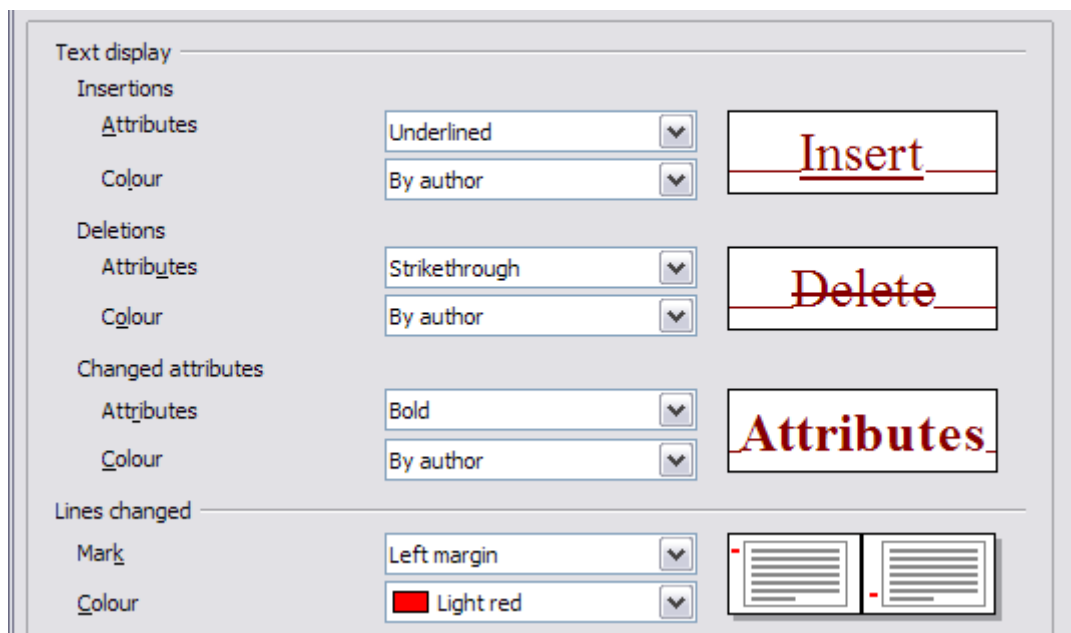 Text display
Insertions
Attributes Underlined
Colour By author
Insert
Deletions
Attributes Strikethrough
Colour By author
Delete
Changed attributes
Attributes Bold
Colour By author
Attributes
Lines changed
Mark Left margin
Colour Light red